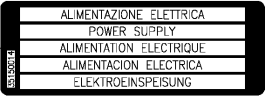 ALIMENTAZIONE ELETTRICA
POWER SUPPLY
ALIMENTATION ELECTRIQUE
ALIMENTACION ELECTRICA
ELEKTROEINSPEISUNG
35150014